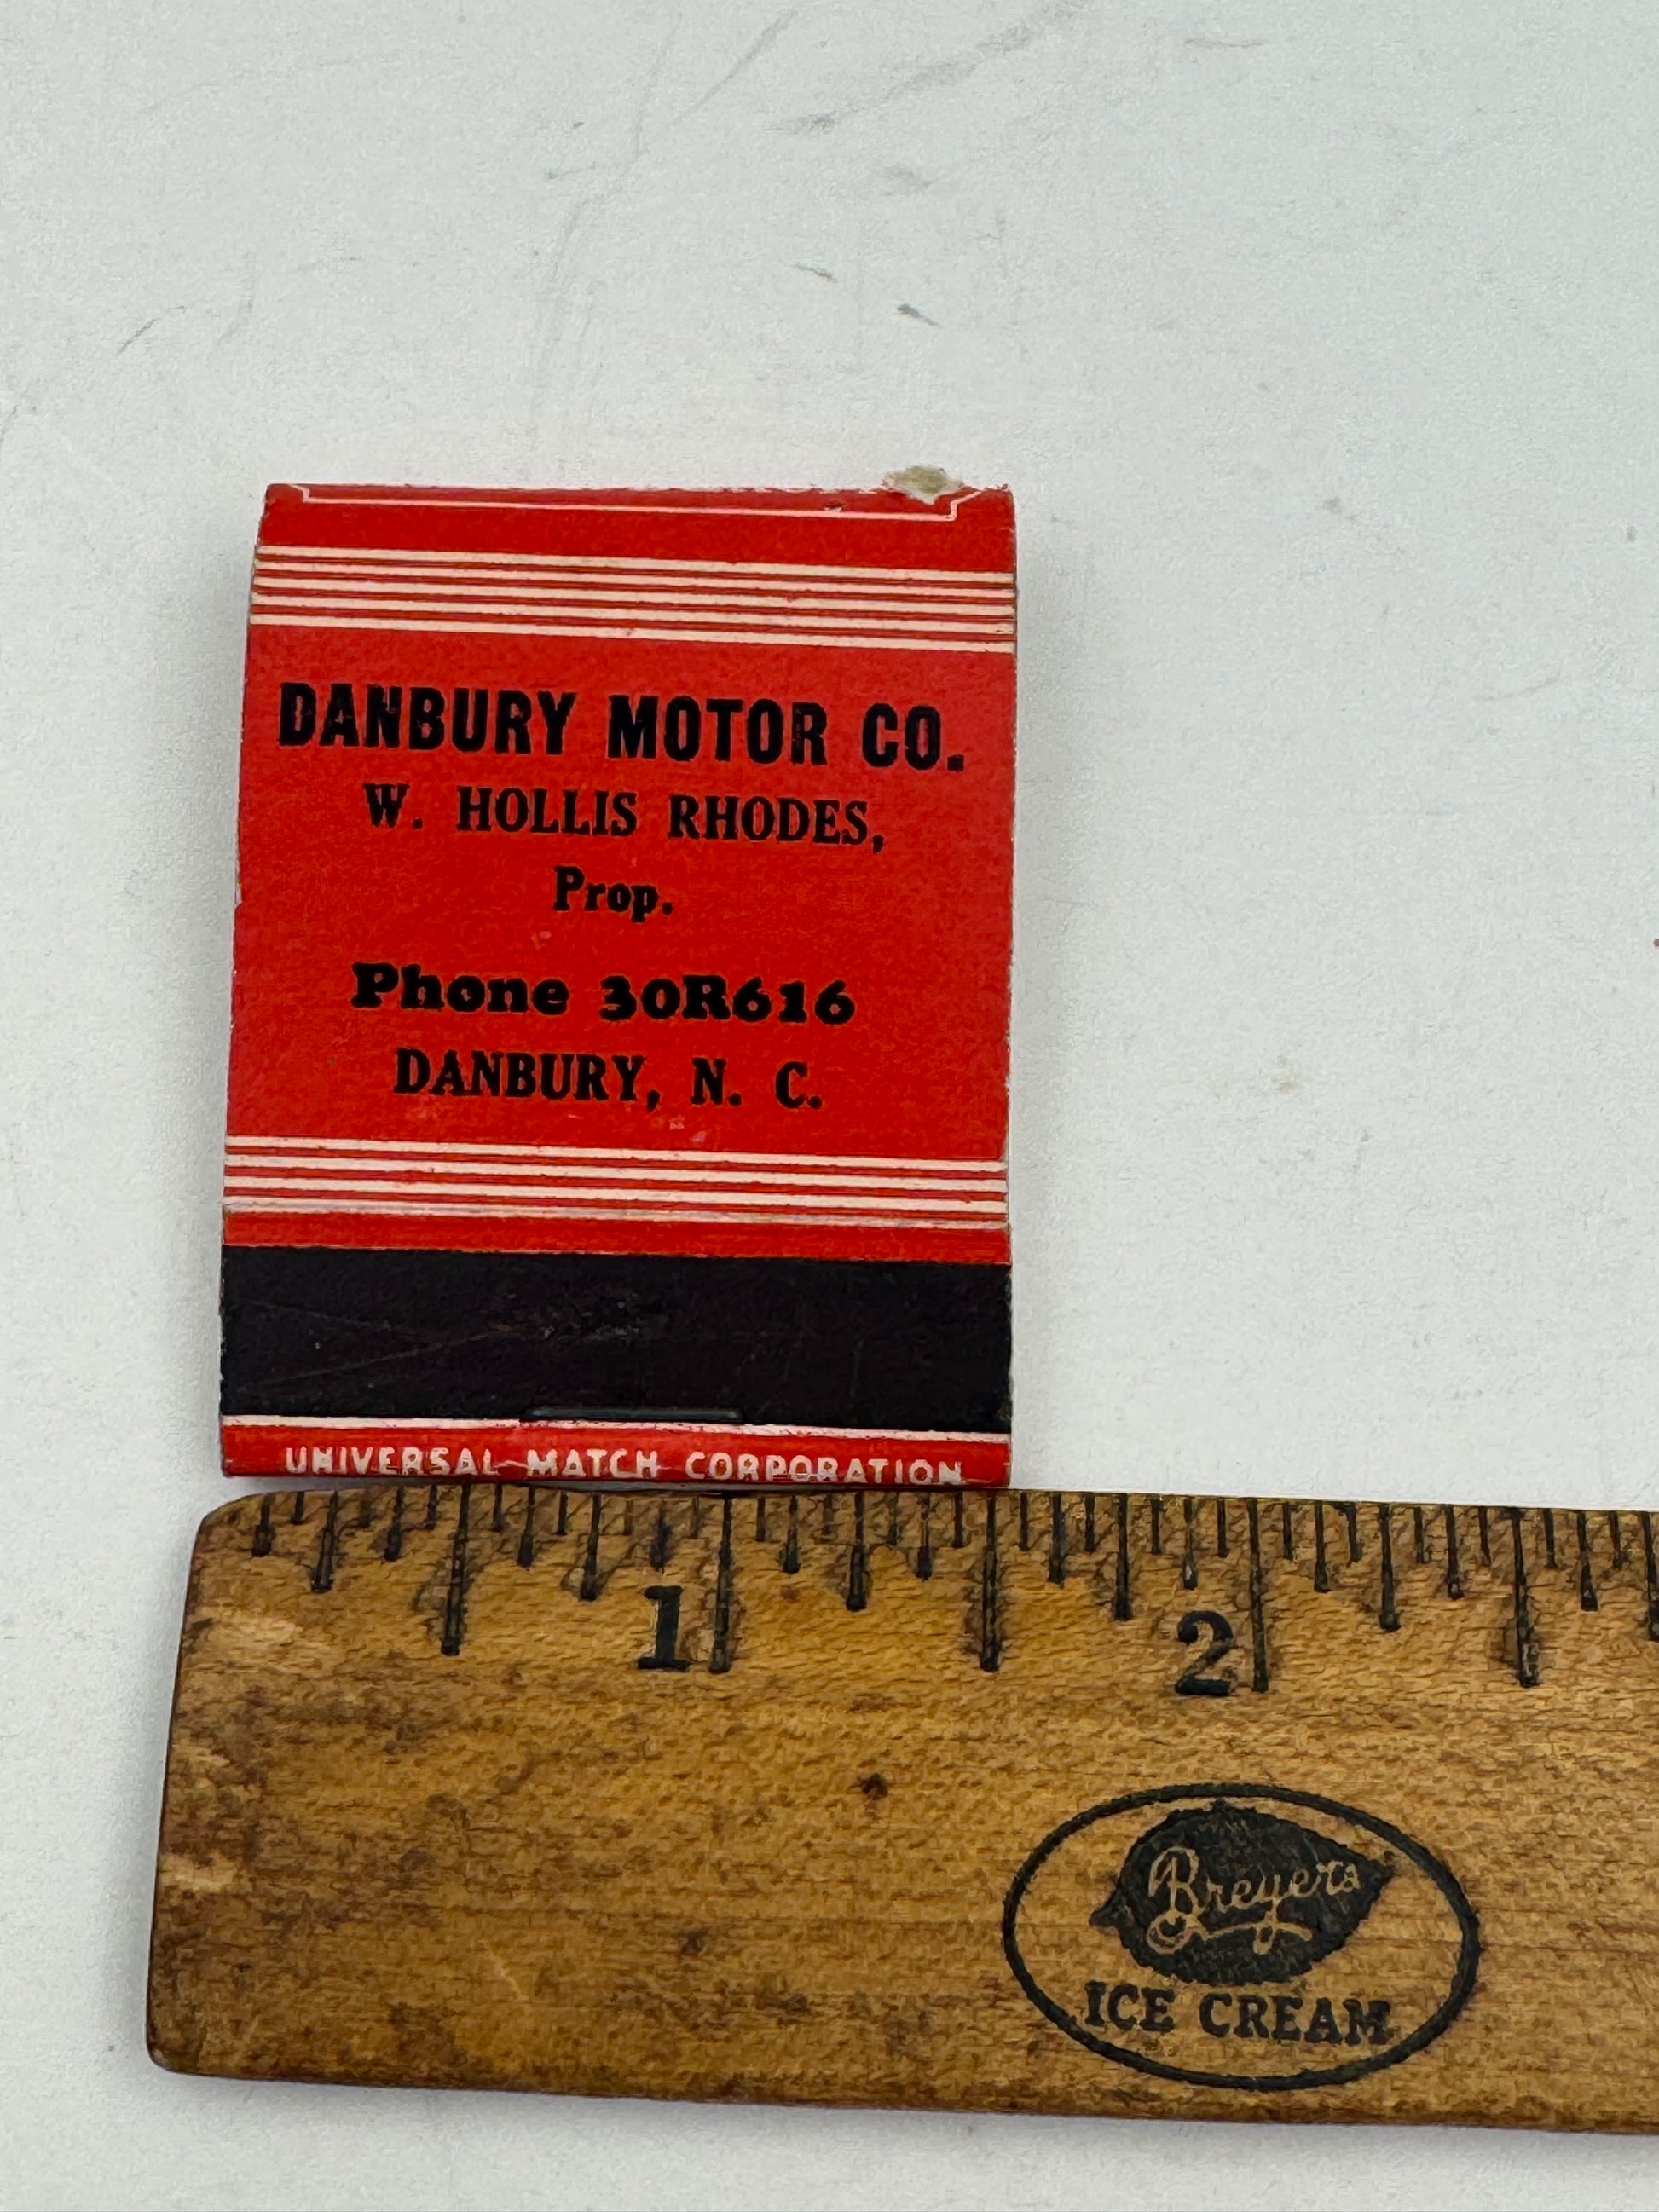 DANBURY MOTOR CO.
W. HOLLIS RHODES,
Prop.
Phone 30R616
DANBURY, N. C.
UNIVERSAL MATCH CORPORATION
1
2
Breyers
ICE CREAM